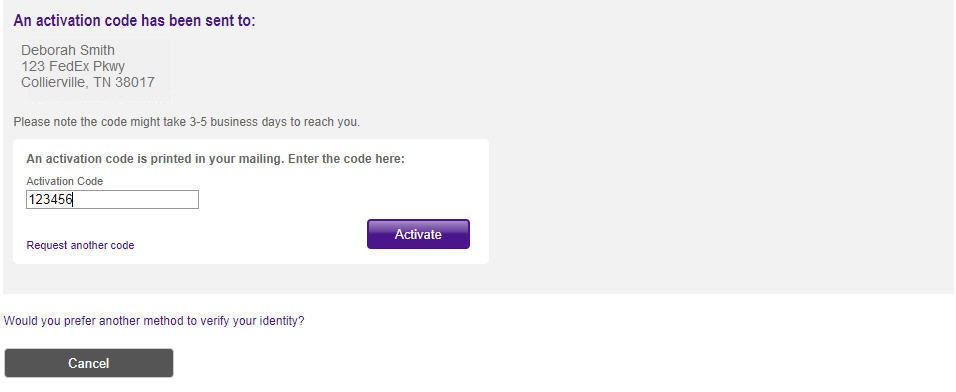 An activation code has been sent to:
Deborah Smith
123 FedEx Pkwy
Collierville, TN 38017
Please note the code might take 3-5 business days to reach you.
An activation code is printed in your mailing. Enter the code here:
Activation Code
123456
Activate
Request another code
Would you prefer another method to verify your identity?
Cancel